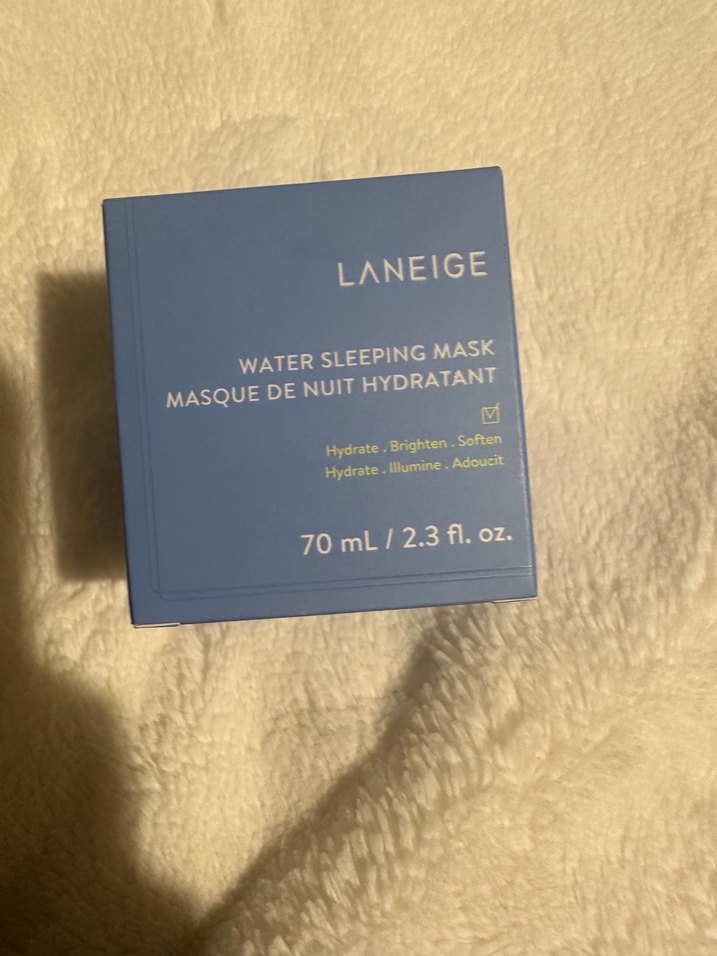 LANEIGE
WATER SLEEPING MASK
MASQUE DE NUIT HYDRATANT
Hydrate . Brighten . Soften
Hydrate . Illumine . Adoucit
70 mL / 2.3 fl. oz.